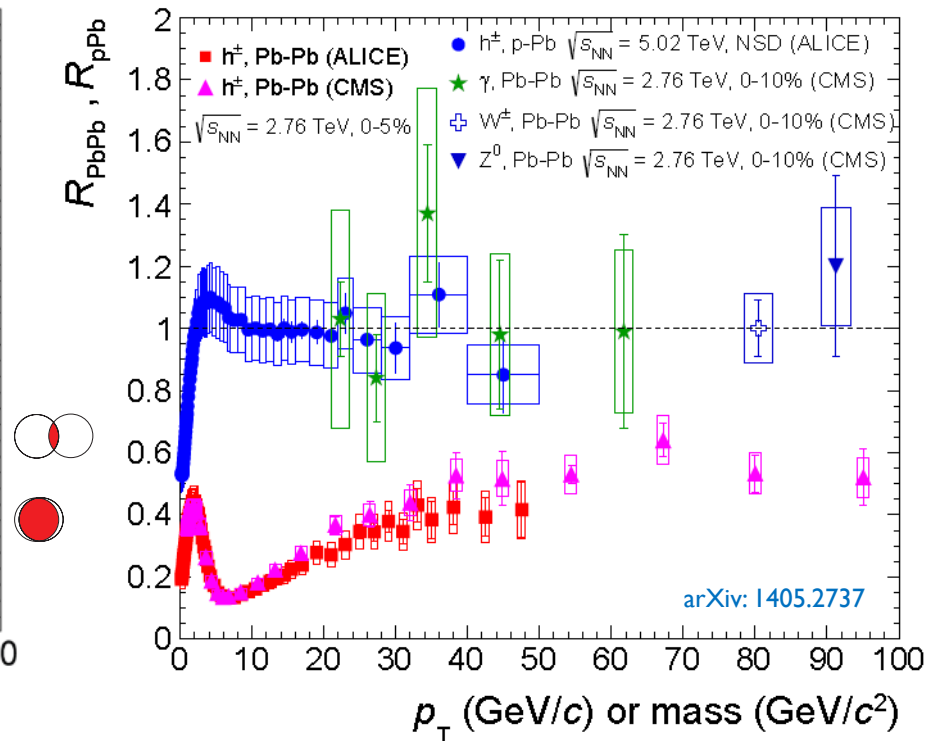 R_PbPb , R_pPb
h±, Pb-Pb (ALICE)
h±, Pb-Pb (CMS)
√s_NN = 2.76 TeV, 0-5%
h±, p-Pb √s_NN = 5.02 TeV, NSD (ALICE)
γ, Pb-Pb √s_NN = 2.76 TeV, 0-10% (CMS)
W±, Pb-Pb √s_NN = 2.76 TeV, 0-10% (CMS)
Z⁰, Pb-Pb √s_NN = 2.76 TeV, 0-10% (CMS)
2
1.8
1.6
1.4
1.2
1
0.8
0.6
0.4
0.2
0
arXiv: 1405.2737
0
0 10 20 30 40 50 60 70 80 90 100
p_T (GeV/c) or mass (GeV/c²)